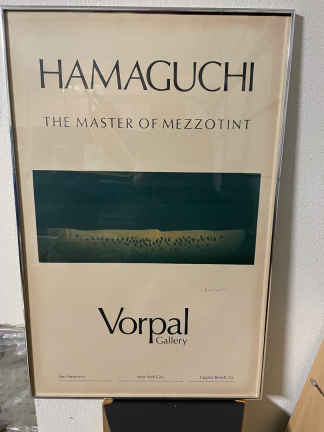 HAMAGUCHI
THE MASTER OF MEZZOTINT
Vorpal
Gallery
San Francisco New York City Laguna Beach, Ca.